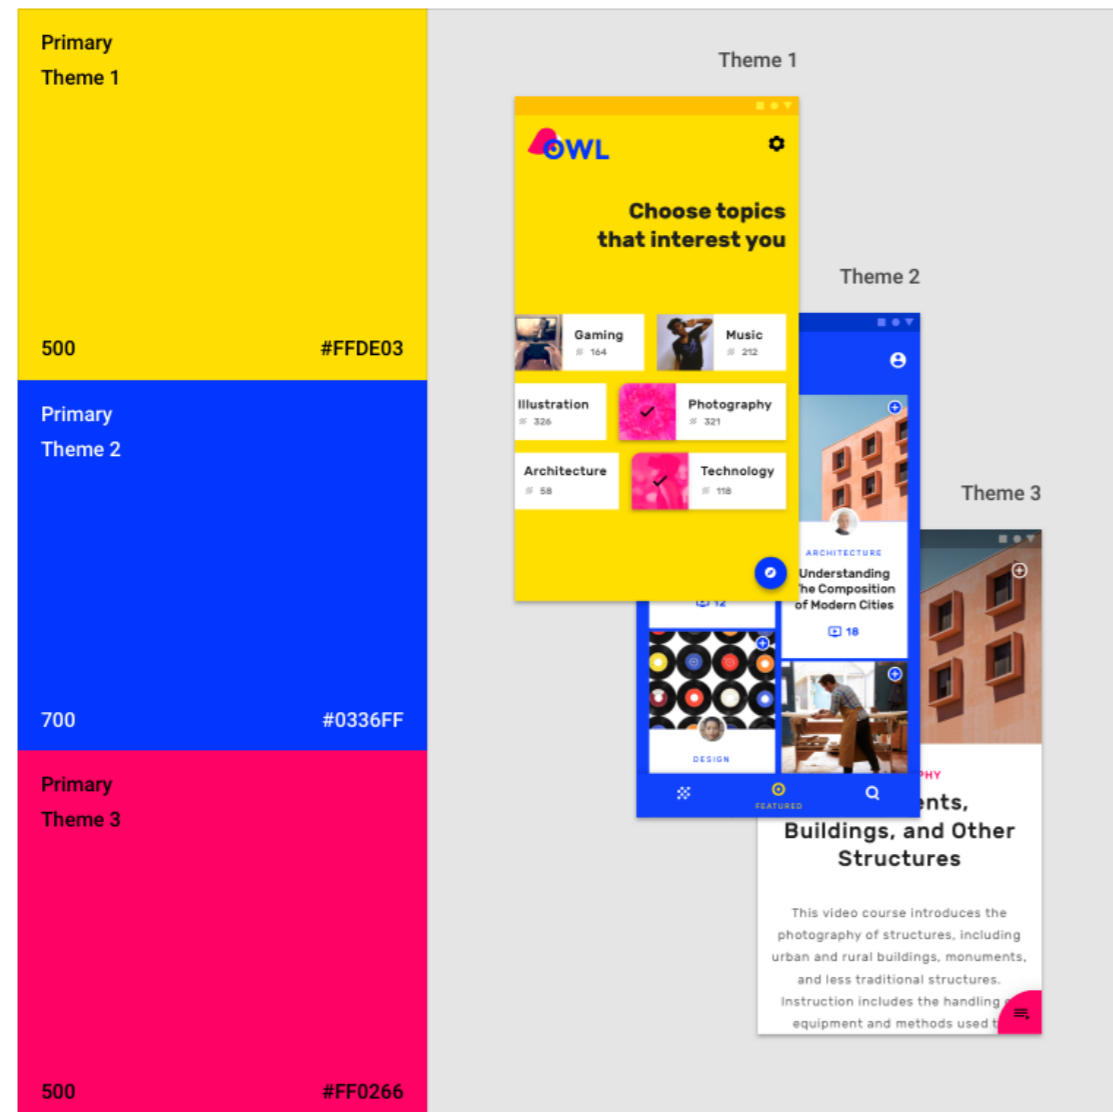 Primary
Theme 1
500 #FFDE03
Primary
Theme 2
700 #0336FF
Primary
Theme 3
500 #FF0266
Theme 1
OWL
Choose topics
that interest you
Gaming
164
Music
212
Illustration
326
Photography
321
Architecture
58
Technology
118
Theme 2
ARCHITECTURE
Understanding
The Composition
of Modern Cities
18
12
DESIGN
FEATURED
Theme 3
Buildings, and Other
Structures
This video course introduces the
photography of structures, including
urban and rural buildings, monuments,
and less traditional structures.
Instruction includes the handling
equipment and methods used